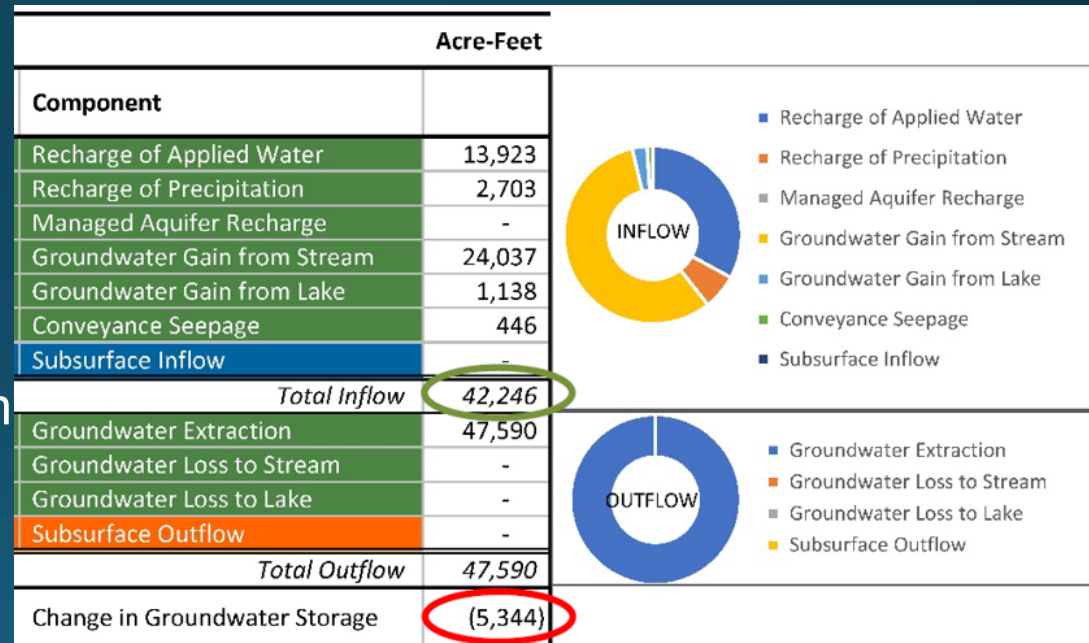 Acre-Feet
Component
Recharge of Applied Water 13,923
Recharge of Precipitation 2,703
Managed Aquifer Recharge -
Groundwater Gain from Stream 24,037
Groundwater Gain from Lake 1,138
Conveyance Seepage 446
Subsurface Inflow -
Total Inflow 42,246
Groundwater Extraction 47,590
Groundwater Loss to Stream -
Groundwater Loss to Lake -
Subsurface Outflow -
Total Outflow 47,590
Change in Groundwater Storage (5,344)
n
INFLOW
Recharge of Applied Water
Recharge of Precipitation
Managed Aquifer Recharge
Groundwater Gain from Stream
Groundwater Gain from Lake
Conveyance Seepage
Subsurface Inflow
OUTFLOW
Groundwater Extraction
Groundwater Loss to Stream
Groundwater Loss to Lake
Subsurface Outflow